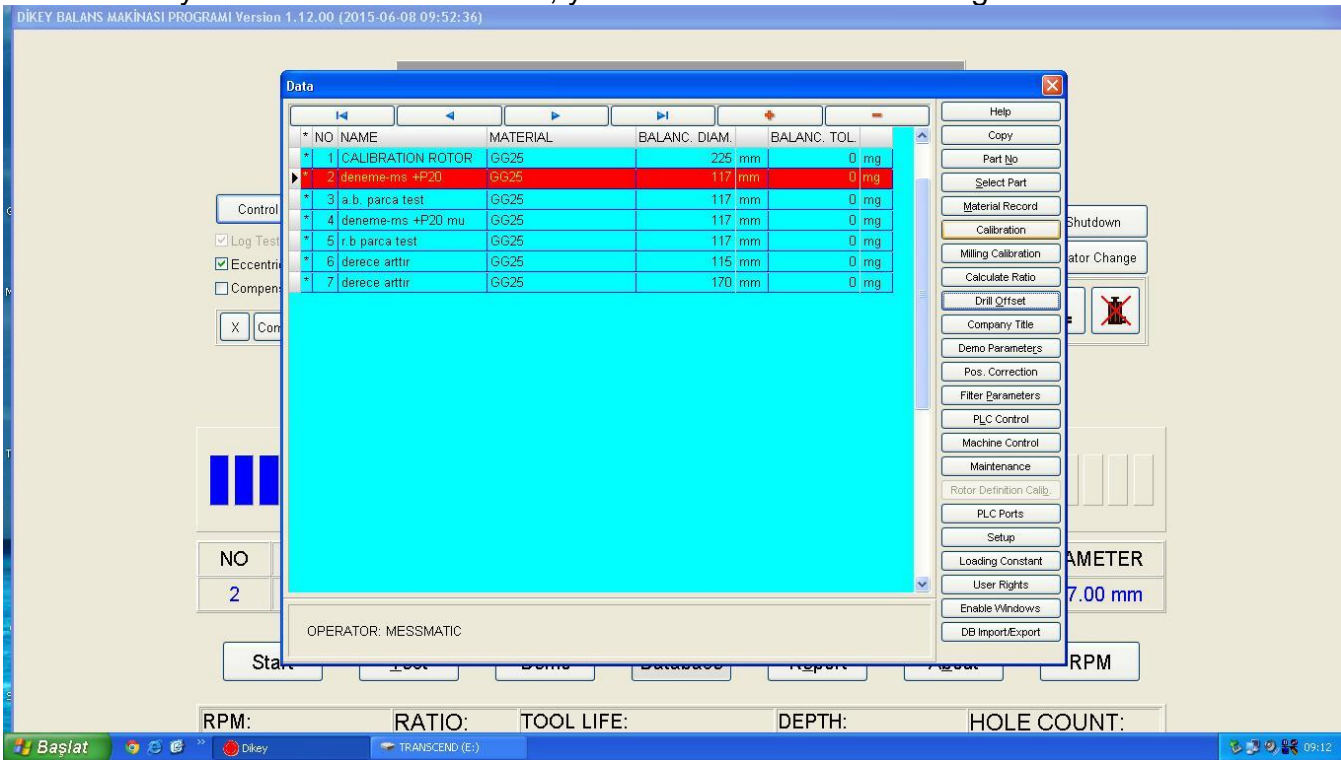 DİKEY BALANS MAKİNASI PROGRAMI Version 1.12.00 (2015-06-08 09:52:36)
Data
* NO NAME MATERIAL BALANC. DIAM. BALANC. TOL.
* 1 CALIBRATION ROTOR GG25 225 mm 0 mg
* 2 deneme-ms +P20 GG25 117 mm 0 mg
* 3 a.b. parca test GG25 117 mm 0 mg
* 4 deneme-ms +P20 mu GG25 117 mm 0 mg
* 5 r.b parca test GG25 117 mm 0 mg
* 6 derece arttır GG25 115 mm 0 mg
* 7 derece arttır GG25 170 mm 0 mg
Help
Copy
Part No
Select Part
Material Record
Calibration
Milling Calibration
Calculate Ratio
Drill Offset
Company Title
Demo Parameters
Pos. Correction
Filter Parameters
PLC Control
Machine Control
Maintenance
Rotor Definition Calib.
PLC Ports
Setup
Loading Constant
User Rights
Enable Windows
DB Import/Export
OPERATOR: MESSMATIC
Control
Log Test
Eccentri
Compens
X Con
Shutdown
ator Change
NO AMETER
2 7.00 mm
RPM
RPM: RATIO: TOOL LIFE: DEPTH: HOLE COUNT:
Başlat Dikey TRANSCEND (E:) 09:12